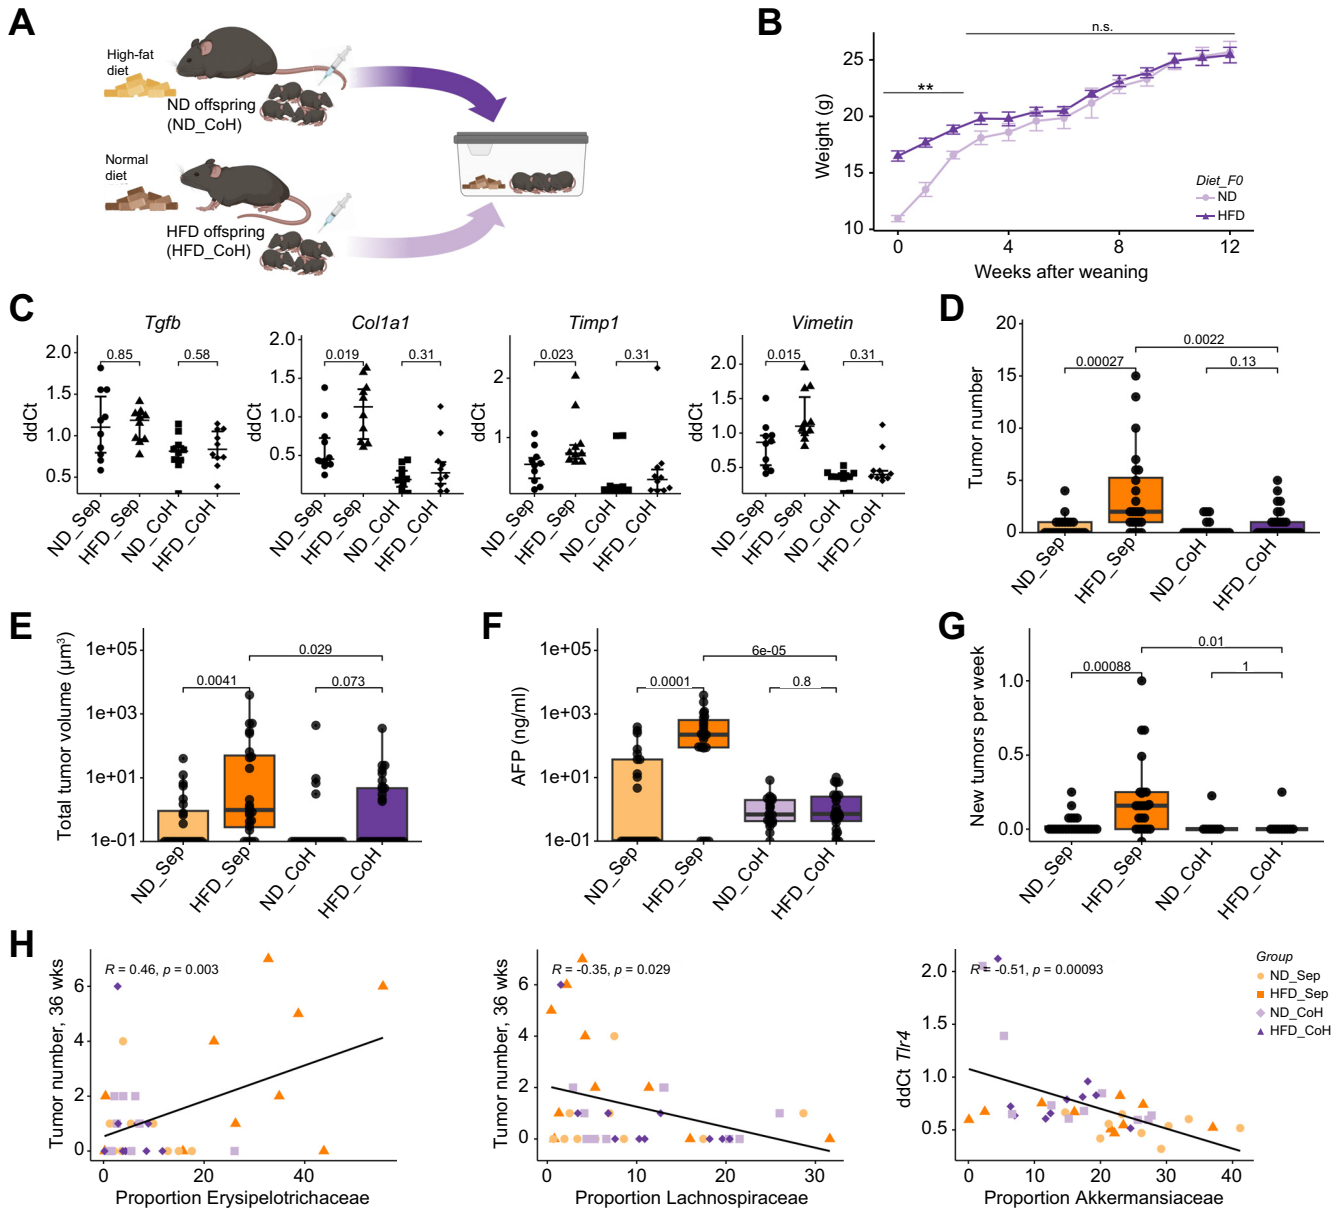 A
High-fat
diet
ND offspring
(ND_CoH)
Normal
diet
HFD offspring
(HFD_CoH)
B
n.s.
**
Weight (g)
25
20
15
10
0
4
8
12
Weeks after weaning
Diet_F0
ND
HFD
C
Tgfb
ddCt
2.0
1.5
1.0
0.5
0.85
0.58
ND_Sep
HFD_Sep
ND_CoH
HFD_CoH
Col1a1
ddCt
2.0
1.5
1.0
0.5
0.019
0.31
ND_Sep
HFD_Sep
ND_CoH
HFD_CoH
Timp1
ddCt
2
1
0.023
0.31
ND_Sep
HFD_Sep
ND_CoH
HFD_CoH
Vimetin
ddCt
2.0
1.5
1.0
0.5
0.015
0.31
ND_Sep
HFD_Sep
ND_CoH
HFD_CoH
D
Tumor number
20
15
10
5
0
0.0022
0.00027
0.13
ND_Sep
HFD_Sep
ND_CoH
HFD_CoH
E
Total tumor volume (µm³)
1e+05
1e+03
1e+01
1e-01
0.029
0.0041
0.073
ND_Sep
HFD_Sep
ND_CoH
HFD_CoH
F
AFP (ng/ml)
1e+05
1e+03
1e+01
1e-01
6e-05
0.0001
0.8
ND_Sep
HFD_Sep
ND_CoH
HFD_CoH
G
New tumors per week
1.0
0.5
0.0
0.01
0.00088
1
ND_Sep
HFD_Sep
ND_CoH
HFD_CoH
H
Tumor number, 36 wks
6
4
2
0
R = 0.46, p = 0.003
0
20
40
Proportion Erysipelotrichaceae
Tumor number, 36 wks
6
4
2
0
R = -0.35, p = 0.029
0
10
20
30
Proportion Lachnospiraceae
ddCt Tlr4
2.0
1.5
1.0
0.5
R = -0.51, p = 0.00093
0
10
20
30
40
Proportion Akkermansiaceae
Group
ND_Sep
HFD_Sep
ND_CoH
HFD_CoH